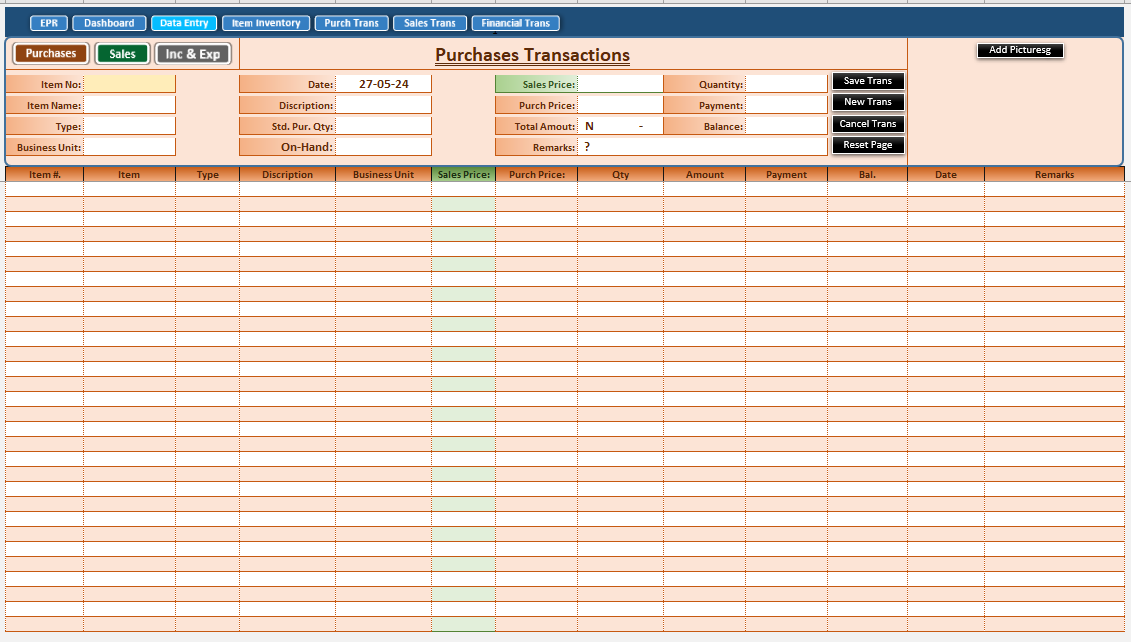 EPR Dashboard Data Entry Item Inventory Purch Trans Sales Trans Financial Trans
Purchases Sales Inc & Exp Purchases Transactions Add Picturesg
Item No: Date: 27-05-24 Sales Price: Quantity: Save Trans
Item Name: Discription: Purch Price: Payment: New Trans
Type: Std. Pur. Qty: Total Amout: N - Balance: Cancel Trans
Business Unit: On-Hand: Remarks: ? Reset Page
Item #. Item Type Discription Business Unit Sales Price: Purch Price: Qty Amount Payment Bal. Date Remarks